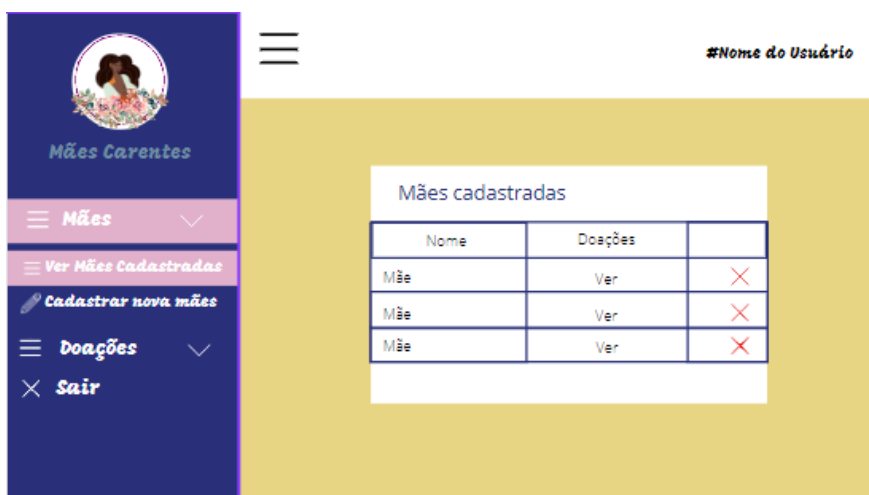 Mães Carentes
Mães
Ver Mães Cadastradas
Cadastrar nova mães
Doações
Sair
#Nome do Usuário
Mães cadastradas
Nome Doações
Mãe Ver
Mãe Ver
Mãe Ver